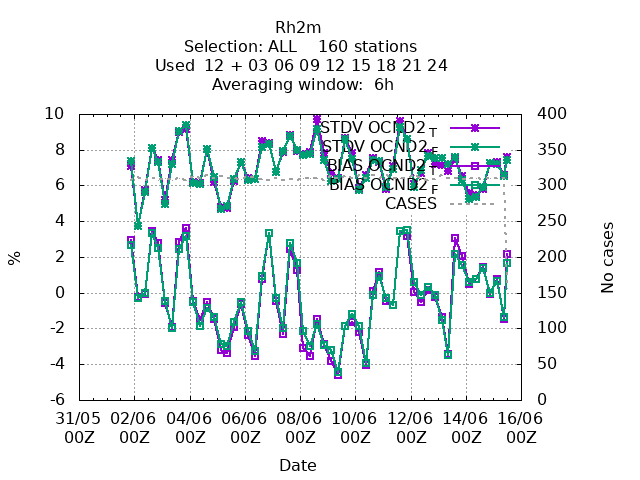 Rh2m
Selection: ALL 160 stations
Used 12 + 03 06 09 12 15 18 21 24
Averaging window: 6h
10 400
8 350
6 300
4 250
2 200
0 150
-2 100
-4 50
-6 0
STDV OCND2 T
STDV OCND2 F
BIAS OCND2 T
BIAS OCND2 F
CASES
%
No cases
31/05 02/06 04/06 06/06 08/06 10/06 12/06 14/06 16/06
00Z 00Z 00Z 00Z 00Z 00Z 00Z 00Z 00Z
Date